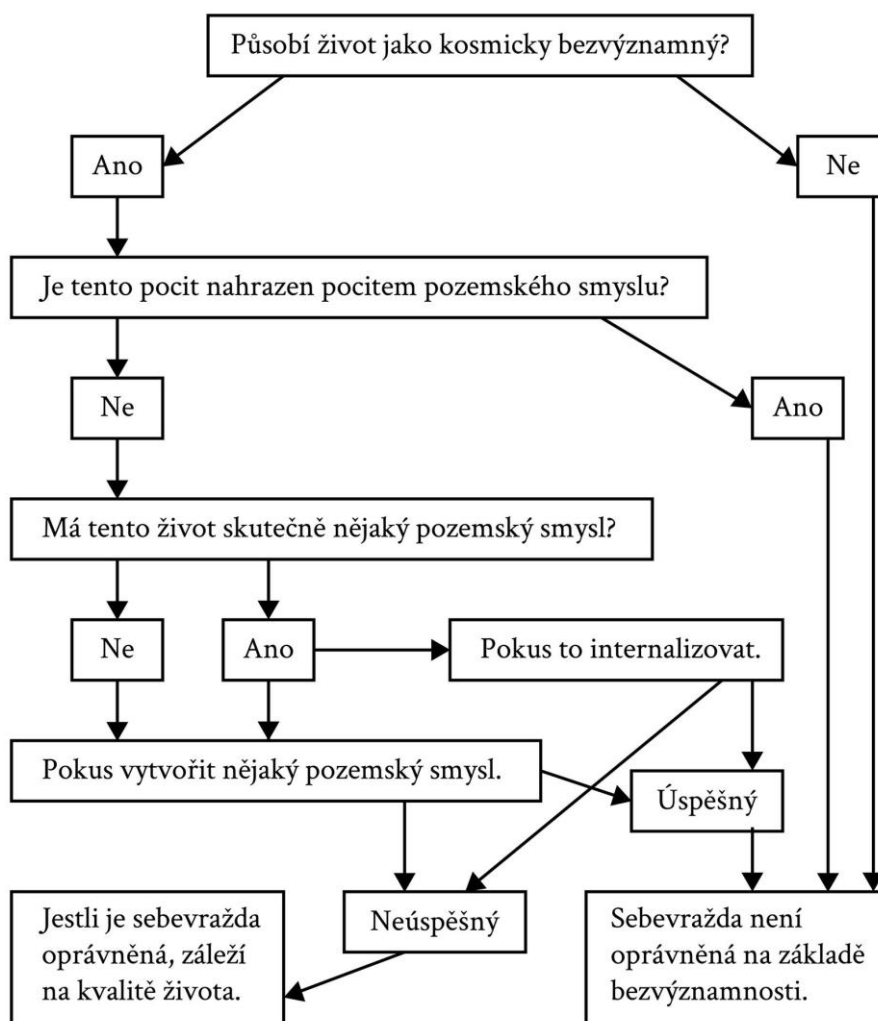 Působí život jako kosmicky bezvýznamný?
Ano
Ne
Je tento pocit nahrazen pocitem pozemského smyslu?
Ne
Ano
Má tento život skutečně nějaký pozemský smysl?
Ne
Ano
Pokus to internalizovat.
Pokus vytvořit nějaký pozemský smysl.
Úspěšný
Jestli je sebevražda
oprávněná, záleží
na kvalitě života.
Neúspěšný
Sebevražda není
oprávněná na základě
bezvýznamnosti.